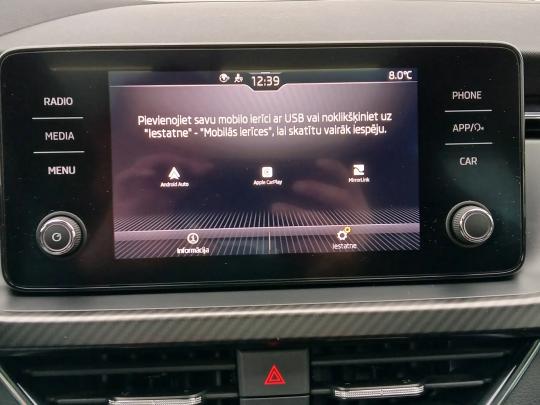 12:39
8.0°C
RADIO
MEDIA
MENU
PHONE
APP/
CAR
Pievienojiet savu mobilo ierīci ar USB vai noklikšķiniet uz
"Iestatne" - "Mobilās ierīces", lai skatītu vairāk iespēju.
Android Auto
Apple CarPlay
MirrorLink
Informācija
Iestatne